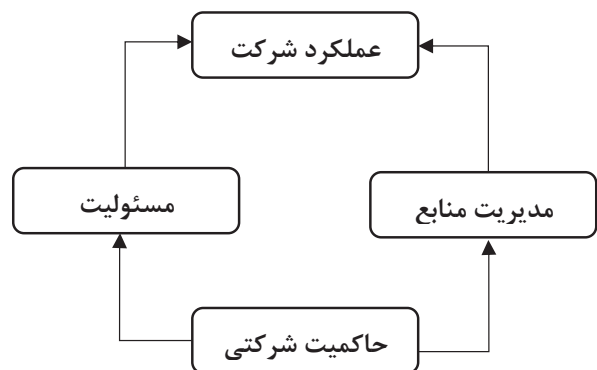 عملکرد شرکت
مدیریت منابع
مسئولیت
حاکمیت شرکتی